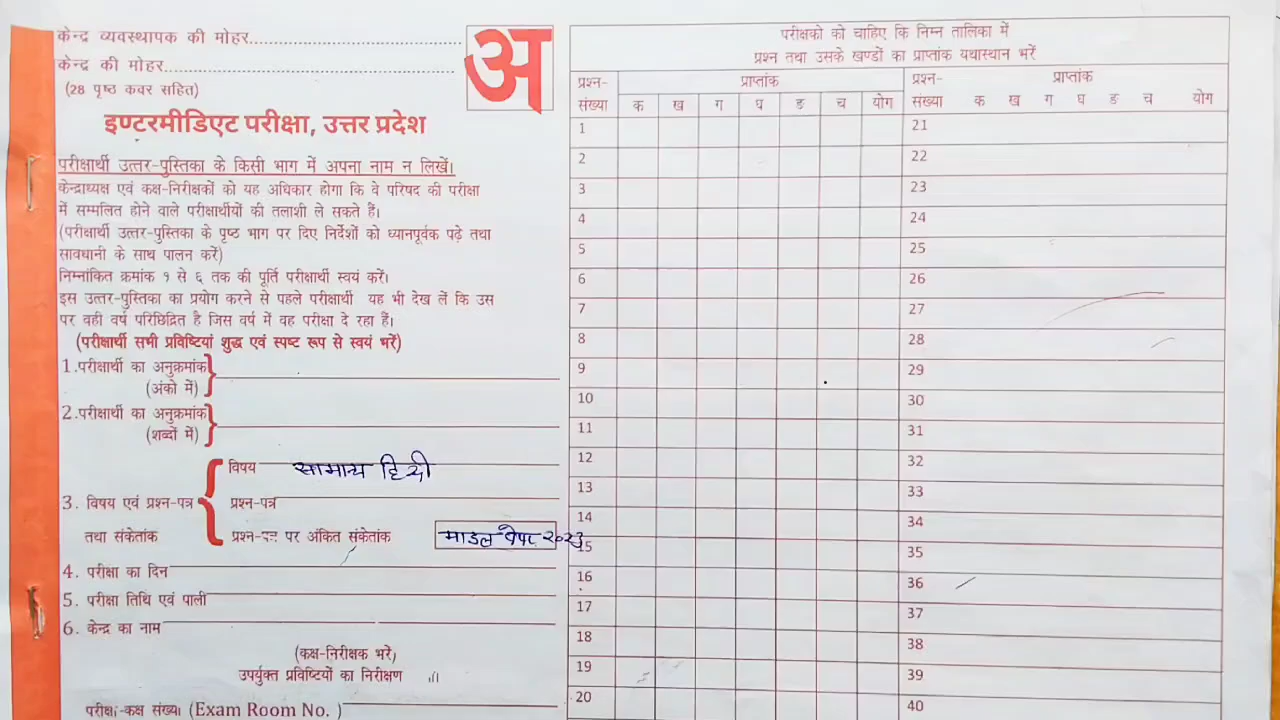 केन्द्र व्यवस्थापक की मोहर
केन्द्र की मोहर
(28 पृष्ठ कवर सहित)
अ
इण्टरमीडिएट परीक्षा, उत्तर प्रदेश
परीक्षार्थी उत्तर-पुस्तिका के किसी भाग में अपना नाम न लिखें।
केन्द्राध्यक्ष एवं कक्ष-निरीक्षकों को यह अधिकार होगा कि वे परिषद की परीक्षा
में सम्मलित होने वाले परीक्षार्थीयों की तलाशी ले सकते हैं।
(परीक्षार्थी उत्तर-पुस्तिका के पृष्ठ भाग पर दिए निर्देशों को ध्यानपूर्वक पढ़े तथा
सावधानी के साथ पालन करें)
निम्नांकित क्रमांक १ से ६ तक की पूर्ति परीक्षार्थी स्वयं करें।
इस उत्तर-पुस्तिका का प्रयोग करने से पहले परीक्षार्थी यह भी देख लें कि उस
पर वही वर्ष परिछिद्रित है जिस वर्ष में वह परीक्षा दे रहा हैं।
(परीक्षार्थी सभी प्रविष्टियां शुद्ध एवं स्पष्ट रूप से स्वयं भरें)
1.परीक्षार्थी का अनुक्रमांक
(अंको में)
2.परीक्षार्थी का अनुक्रमांक
(शब्दों में)
विषय सामान्य हिन्दी
3. विषय एवं प्रश्न-पत्र प्रश्न-पत्र
तथा संकेतांक प्रश्न-पत्र पर अंकित संकेतांक माडल पेपर २०२३
4. परीक्षा का दिन
5. परीक्षा तिथि एवं पाली
6. केन्द्र का नाम
(कक्ष-निरीक्षक भरें)
उपर्युक्त प्रविष्टियों का निरीक्षण
परीक्षा-कक्ष संख्या (Exam Room No. )
परीक्षको को चाहिए कि निम्न तालिका में
प्रश्न तथा उसके खण्डों का प्राप्तांक यथास्थान भरें
प्रश्न- प्राप्तांक प्रश्न- प्राप्तांक
संख्या क ख ग घ ङ च योग संख्या क ख ग घ ङ च योग
1 21
2 22
3 23
4 24
5 25
6 26
7 27
8 28
9 29
10 30
11 31
12 32
13 33
14 34
15 35
16 36
17 37
18 38
19 39
20 40